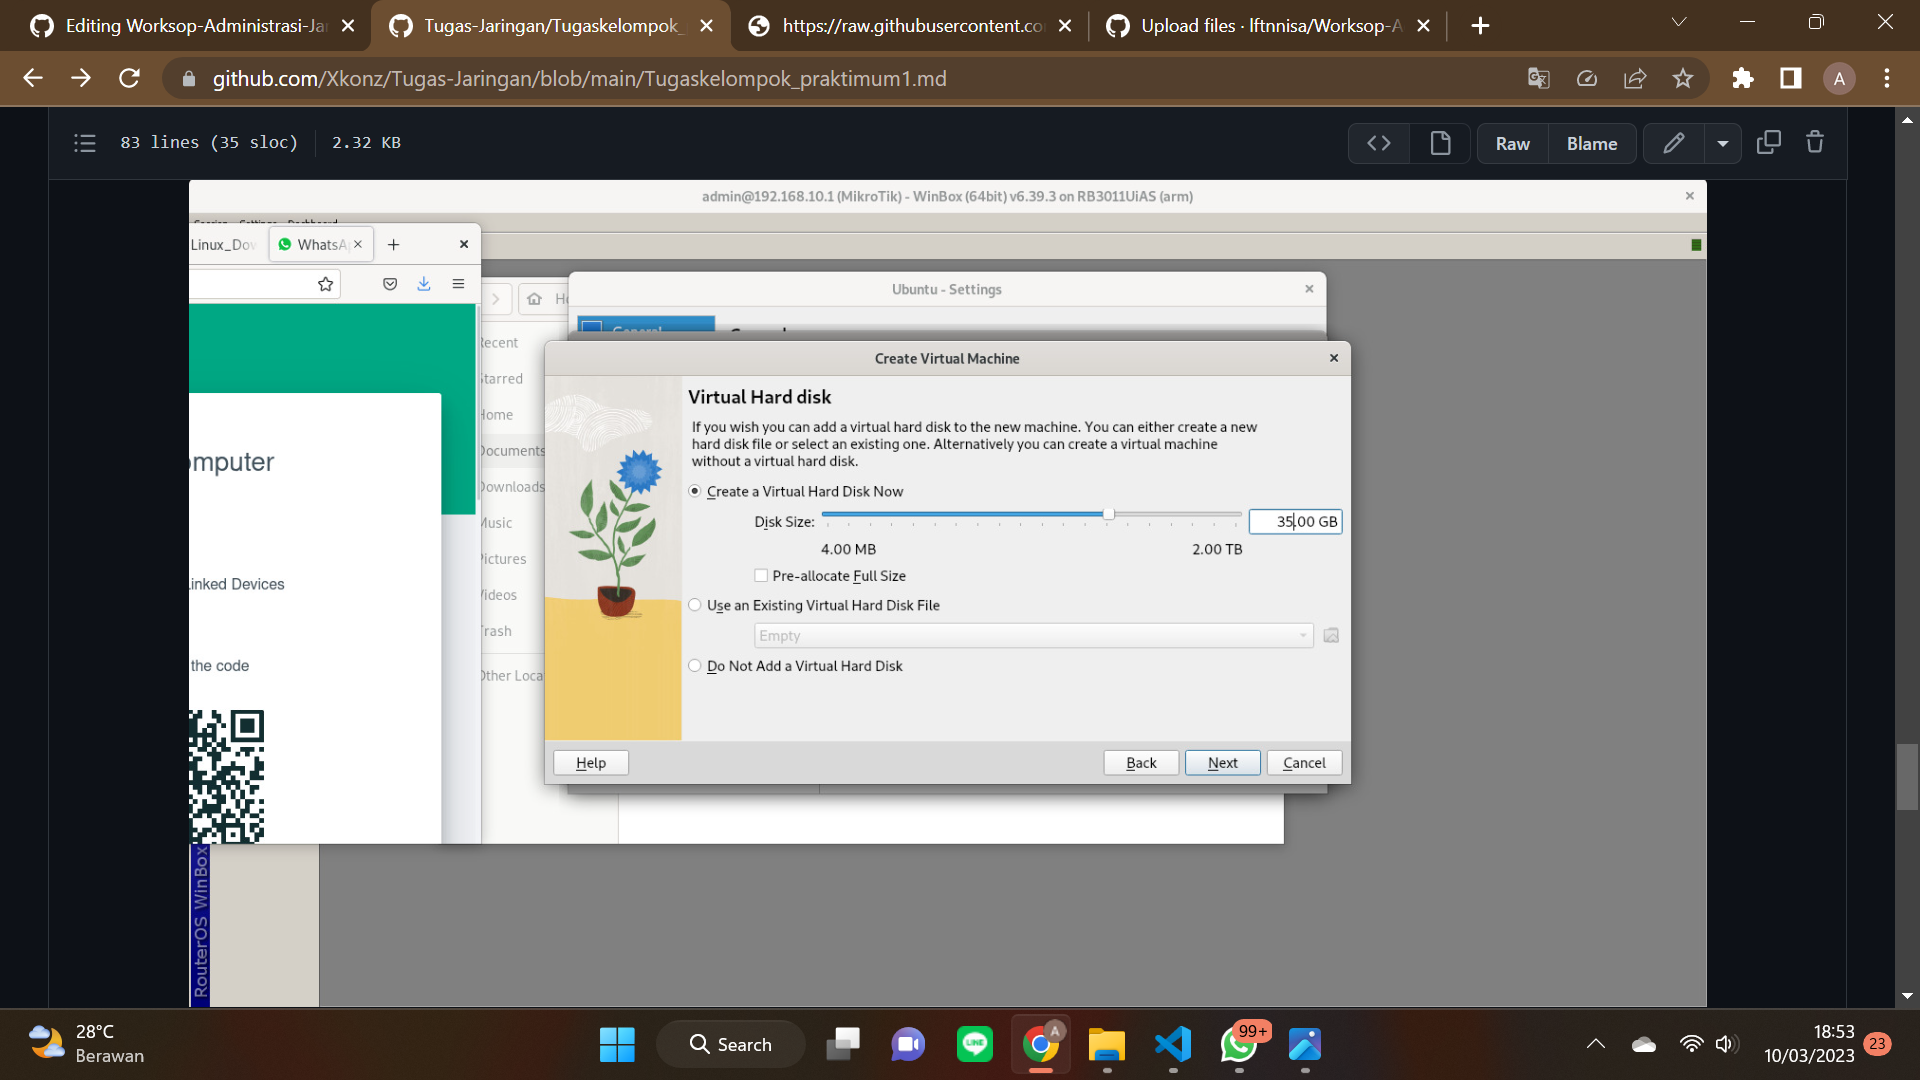 Editing Worksop-Administrasi-Ja
Tugas-Jaringan/Tugaskelompok_
https://raw.githubusercontent.co
Upload files · lftnnisa/Worksop-A
github.com/Xkonz/Tugas-Jaringan/blob/main/Tugaskelompok_praktimum1.md
A
83 lines (35 sloc)
2.32 KB
Raw
Blame
admin@192.168.10.1 (MikroTik) - WinBox (64bit) v6.39.3 on RB3011UiAS (arm)
Session Settings Dashboard
Linux_Dow
WhatsA
Ubuntu - Settings
General
Recent
Starred
Home
Documents
Downloads
Music
Pictures
Videos
Trash
Other Loca
omputer
Linked Devices
the code
Create Virtual Machine
Virtual Hard disk
If you wish you can add a virtual hard disk to the new machine. You can either create a new
hard disk file or select an existing one. Alternatively you can create a virtual machine
without a virtual hard disk.
Create a Virtual Hard Disk Now
Disk Size:
35.00 GB
4.00 MB
2.00 TB
Pre-allocate Full Size
Use an Existing Virtual Hard Disk File
Empty
Do Not Add a Virtual Hard Disk
Help
Back
Next
Cancel
RouterOS WinBox
28°C
Berawan
Search
LINE
A
99+
18:53
10/03/2023
23